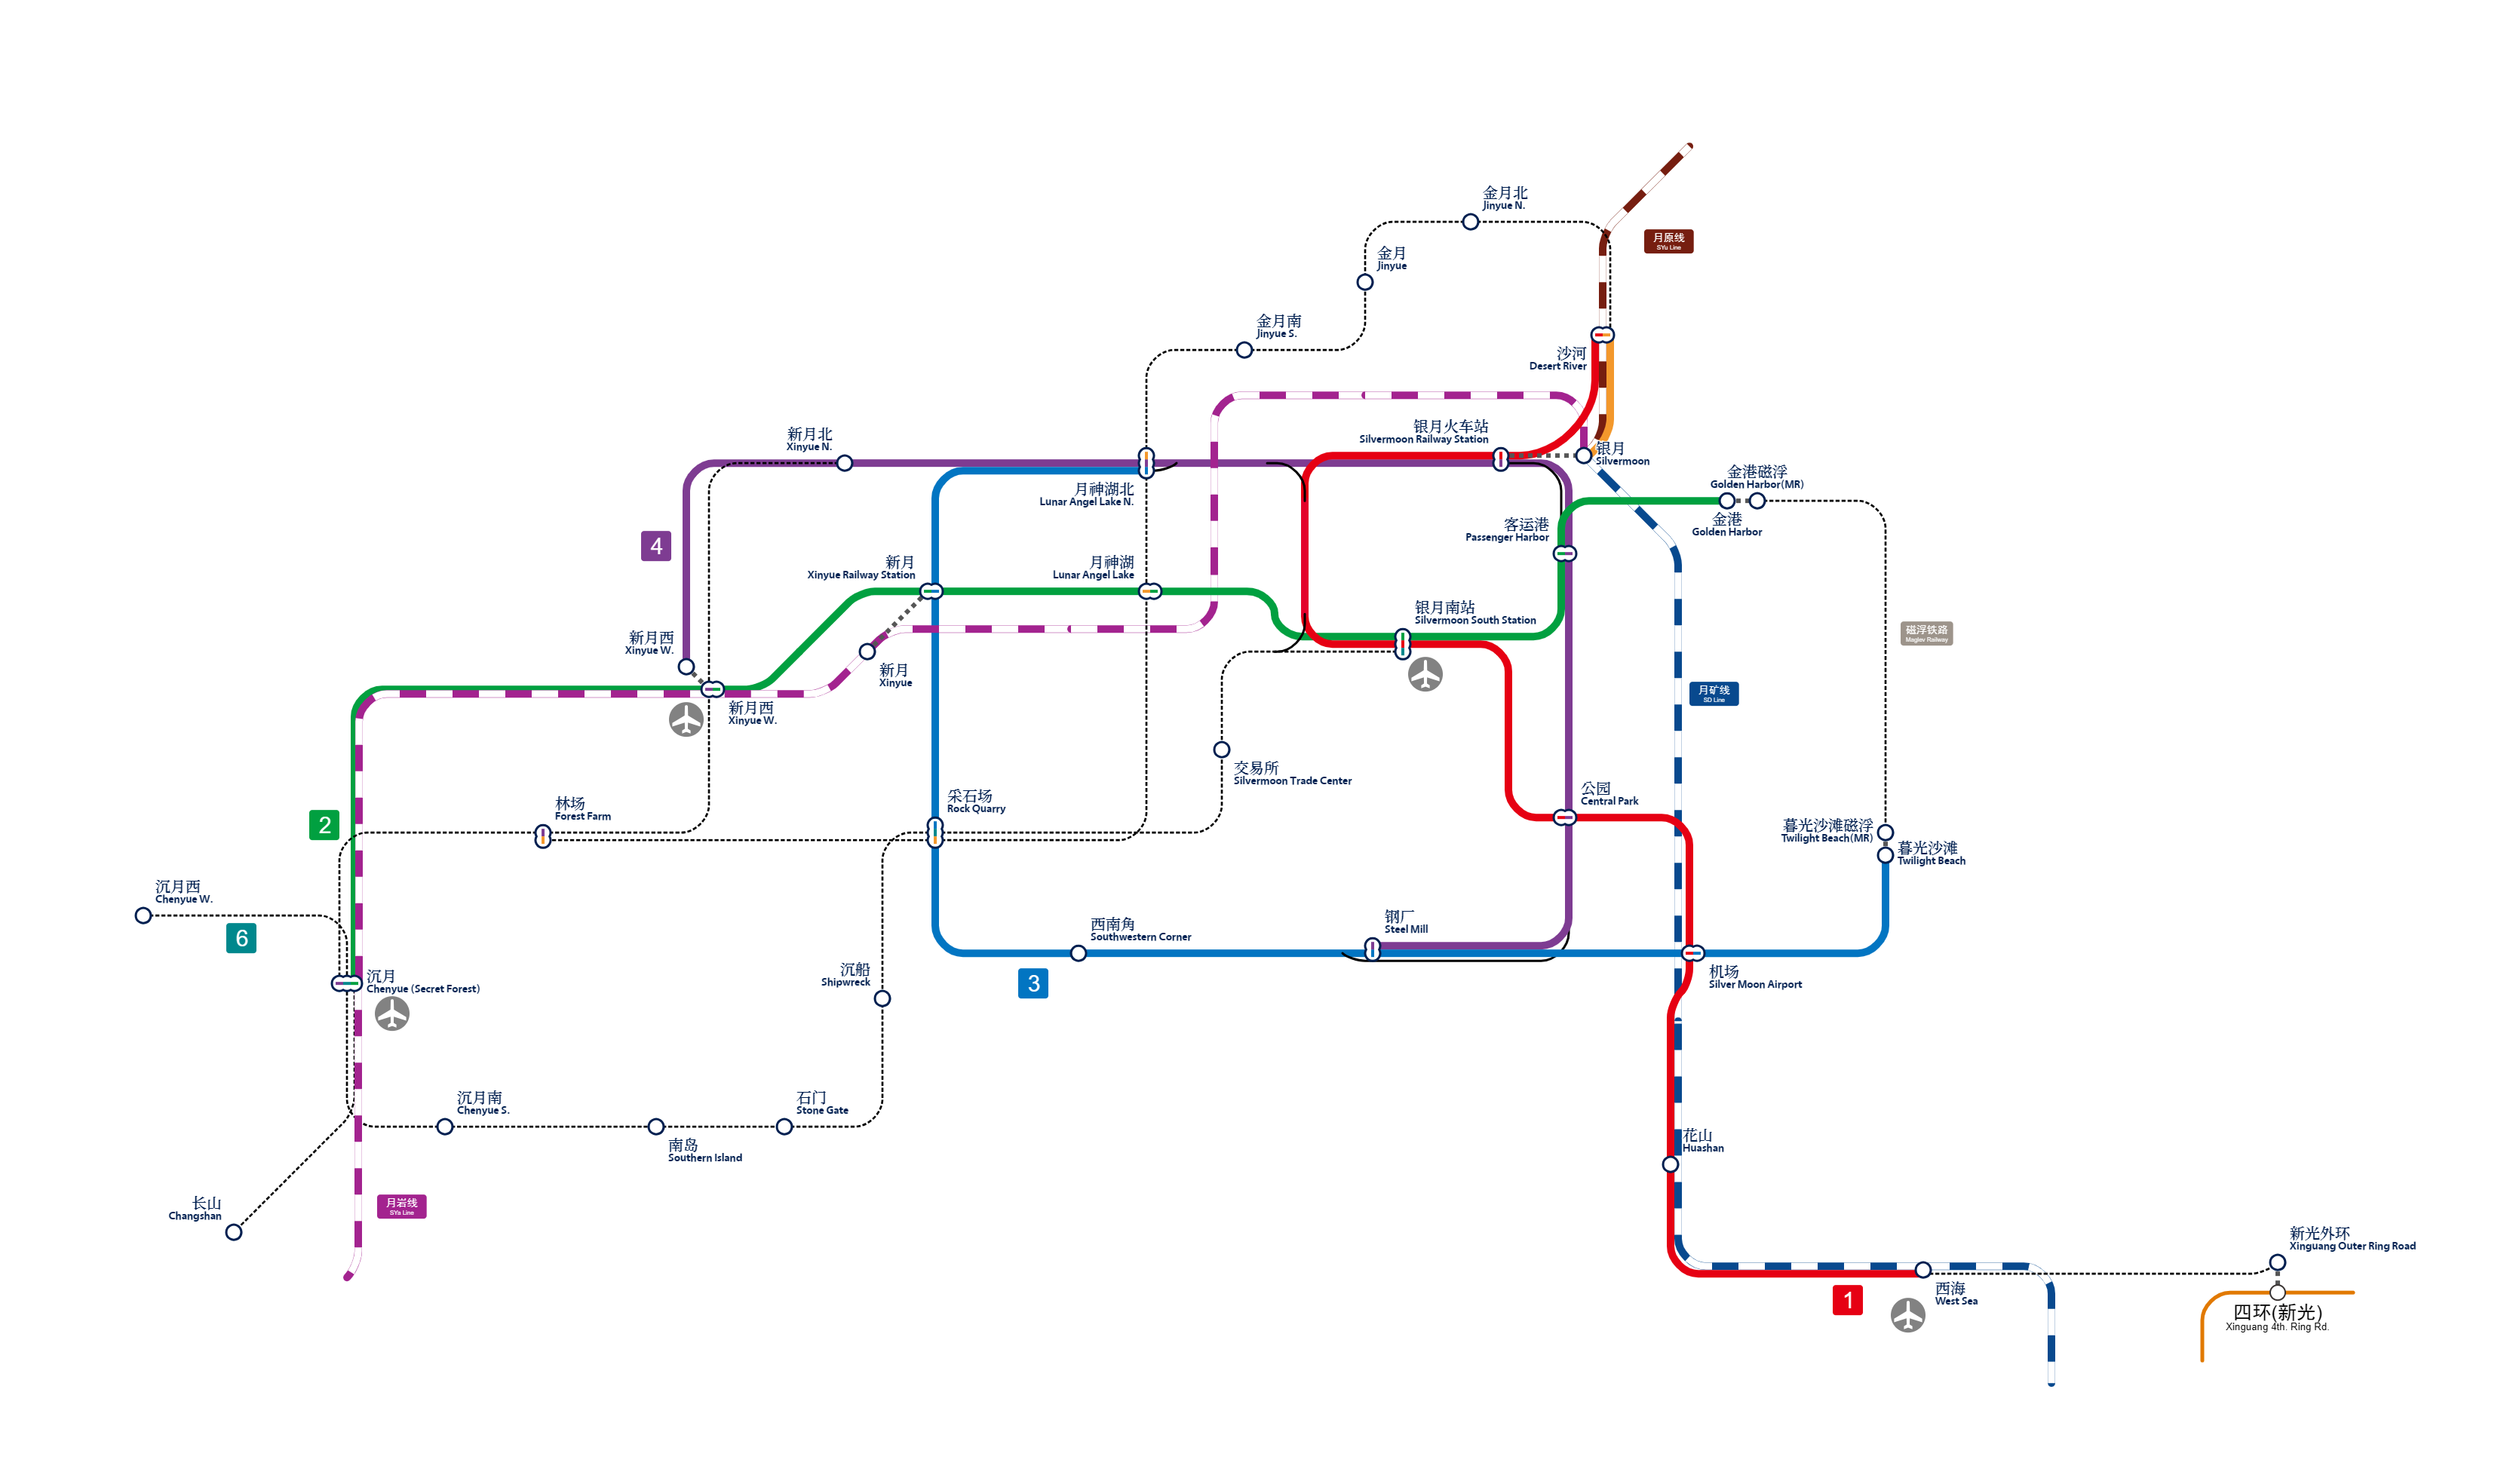 金月北
Jinyue N.
月原线
SYu Line
金月
Jinyue
金月南
Jinyue S.
沙河
Desert River
新月北
Xinyue N.
银月火车站
Silvermoon Railway Station
银月
Silvermoon
金港磁浮
Golden Harbor(MR)
月神湖北
Lunar Angel Lake N.
客运港
Passenger Harbor
金港
Golden Harbor
4
新月
Xinyue Railway Station
月神湖
Lunar Angel Lake
银月南站
Silvermoon South Station
磁浮铁路
Maglev Railway
新月西
Xinyue W.
新月
Xinyue
月矿线
SD Line
新月西
Xinyue W.
交易所
Silvermoon Trade Center
林场
Forest Farm
采石场
Rock Quarry
公园
Central Park
2
暮光沙滩磁浮
Twilight Beach(MR)
暮光沙滩
Twilight Beach
沉月西
Chenyue W.
6
西南角
Southwestern Corner
钢厂
Steel Mill
沉月
Chenyue (Secret Forest)
沉船
Shipwreck
3
机场
Silver Moon Airport
沉月南
Chenyue S.
石门
Stone Gate
南岛
Southern Island
花山
Huashan
长山
Changshan
月岩线
SYa Line
新光外环
Xinguang Outer Ring Road
1
西海
West Sea
四环(新光)
Xinguang 4th. Ring Rd.